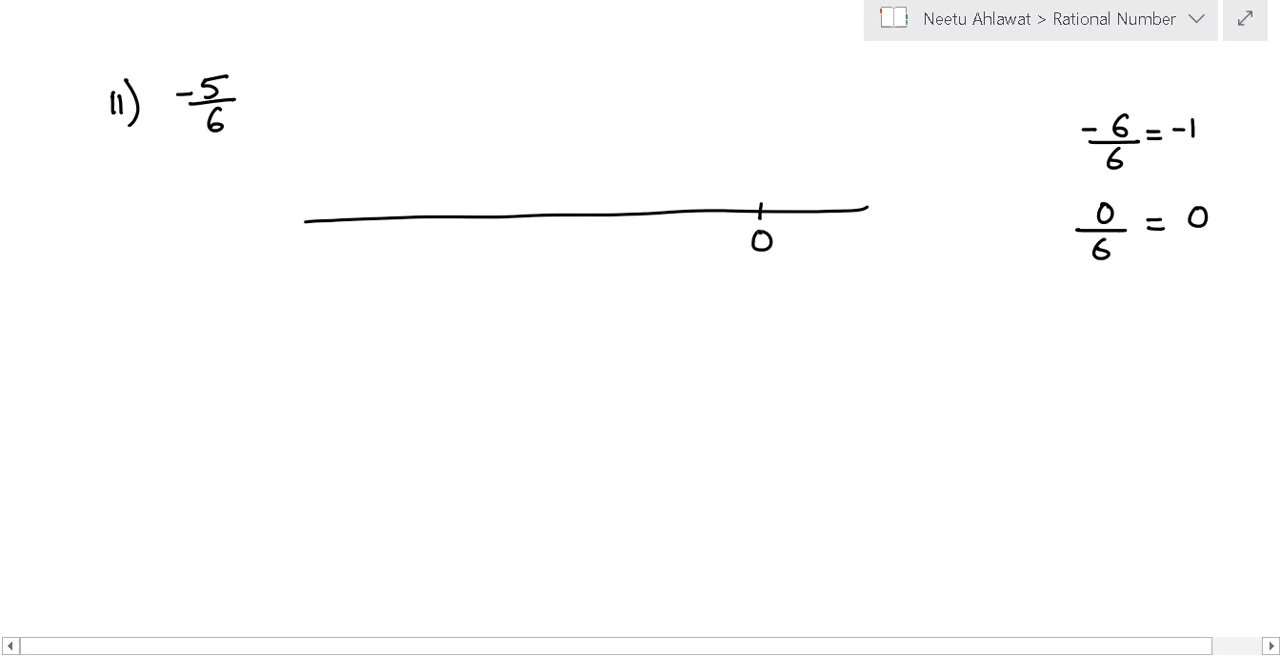 Neetu Ahlawat > Rational Number
11) -5/6
-6/6 = -1
0/6 = 0
0